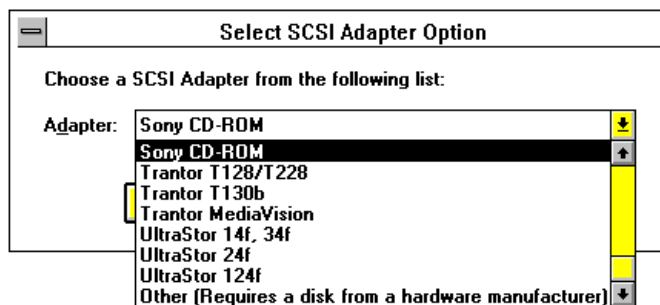 Select SCSI Adapter Option
Choose a SCSI Adapter from the following list:
Adapter: Sony CD-ROM
Sony CD-ROM
Trantor T128/T228
Trantor T130b
Trantor MediaVision
UltraStor 14f, 34f
UltraStor 24f
UltraStor 124f
Other (Requires a disk from a hardware manufacturer)